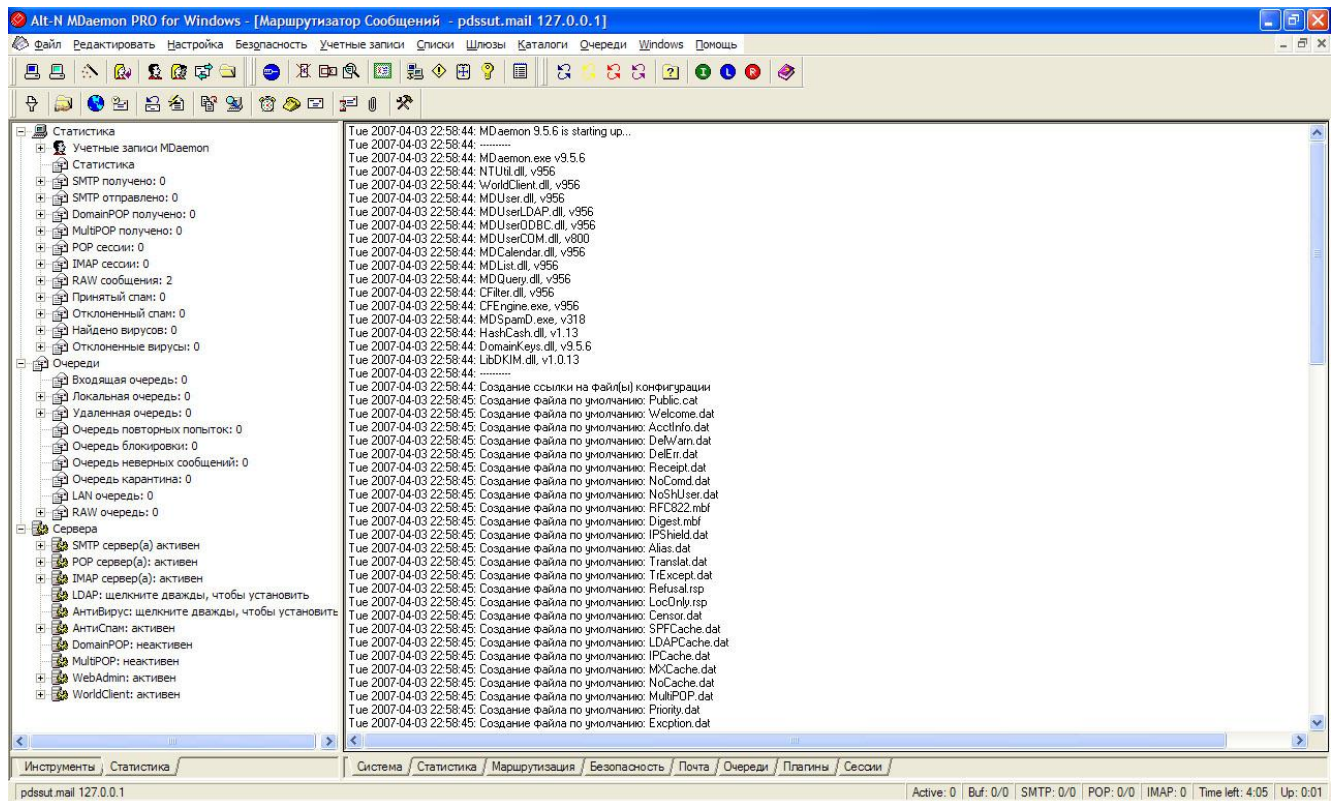 Alt-N MDaemon PRO for Windows - [Маршрутизатор Сообщений - pdssut.mail 127.0.0.1]
Файл Редактировать Настройка Безопасность Учетные записи Списки Шлюзы Каталоги Очереди Windows Помощь
Статистика
Учетные записи MDaemon
Статистика
SMTP получено: 0
SMTP отправлено: 0
DomainPOP получено: 0
MultiPOP получено: 0
POP сессии: 0
IMAP сессии: 0
RAW сообщения: 2
Принятый спам: 0
Отклоненный спам: 0
Найдено вирусов: 0
Отклоненные вирусы: 0
Очереди
Входящая очередь: 0
Локальная очередь: 0
Удаленная очередь: 0
Очередь повторных попыток: 0
Очередь блокировки: 0
Очередь неверных сообщений: 0
Очередь карантина: 0
LAN очередь: 0
RAW очередь: 0
Сервера
SMTP сервер(а) активен
POP сервер(а): активен
IMAP сервер(а): активен
LDAP: щелкните дважды, чтобы установить
АнтиВирус: щелкните дважды, чтобы установить
АнтиСпам: активен
DomainPOP: неактивен
MultiPOP: неактивен
WebAdmin: активен
WorldClient: активен
Инструменты Статистика
Tue 2007-04-03 22:58:44: MDaemon 9.5.6 is starting up...
Tue 2007-04-03 22:58:44: ----------
Tue 2007-04-03 22:58:44: MDaemon.exe v9.5.6
Tue 2007-04-03 22:58:44: NTUtil.dll, v956
Tue 2007-04-03 22:58:44: WorldClient.dll, v956
Tue 2007-04-03 22:58:44: MDUser.dll, v956
Tue 2007-04-03 22:58:44: MDUserLDAP.dll, v956
Tue 2007-04-03 22:58:44: MDUserODBC.dll, v956
Tue 2007-04-03 22:58:44: MDUserCOM.dll, v800
Tue 2007-04-03 22:58:44: MDCalendar.dll, v956
Tue 2007-04-03 22:58:44: MDList.dll, v956
Tue 2007-04-03 22:58:44: MDQuery.dll, v956
Tue 2007-04-03 22:58:44: CFilter.dll, v956
Tue 2007-04-03 22:58:44: CFEngine.exe, v956
Tue 2007-04-03 22:58:44: MDSpamD.exe, v318
Tue 2007-04-03 22:58:44: HashCash.dll, v1.13
Tue 2007-04-03 22:58:44: DomainKeys.dll, v9.5.6
Tue 2007-04-03 22:58:44: LibDKIM.dll, v1.0.13
Tue 2007-04-03 22:58:44: ----------
Tue 2007-04-03 22:58:44: Создание ссылки на файл(ы) конфигурации
Tue 2007-04-03 22:58:45: Создание файла по умолчанию: Public.cat
Tue 2007-04-03 22:58:45: Создание файла по умолчанию: Welcome.dat
Tue 2007-04-03 22:58:45: Создание файла по умолчанию: AcctInfo.dat
Tue 2007-04-03 22:58:45: Создание файла по умолчанию: DelWarn.dat
Tue 2007-04-03 22:58:45: Создание файла по умолчанию: DelErr.dat
Tue 2007-04-03 22:58:45: Создание файла по умолчанию: Receipt.dat
Tue 2007-04-03 22:58:45: Создание файла по умолчанию: NoComd.dat
Tue 2007-04-03 22:58:45: Создание файла по умолчанию: NoShUser.dat
Tue 2007-04-03 22:58:45: Создание файла по умолчанию: RFC822.mbf
Tue 2007-04-03 22:58:45: Создание файла по умолчанию: Digest.mbf
Tue 2007-04-03 22:58:45: Создание файла по умолчанию: IPShield.dat
Tue 2007-04-03 22:58:45: Создание файла по умолчанию: Alias.dat
Tue 2007-04-03 22:58:45: Создание файла по умолчанию: Translat.dat
Tue 2007-04-03 22:58:45: Создание файла по умолчанию: TrExcept.dat
Tue 2007-04-03 22:58:45: Создание файла по умолчанию: Refusal.rsp
Tue 2007-04-03 22:58:45: Создание файла по умолчанию: LocOnly.rsp
Tue 2007-04-03 22:58:45: Создание файла по умолчанию: Censor.dat
Tue 2007-04-03 22:58:45: Создание файла по умолчанию: SPFCache.dat
Tue 2007-04-03 22:58:45: Создание файла по умолчанию: LDAPCache.dat
Tue 2007-04-03 22:58:45: Создание файла по умолчанию: IPCache.dat
Tue 2007-04-03 22:58:45: Создание файла по умолчанию: MXCache.dat
Tue 2007-04-03 22:58:45: Создание файла по умолчанию: NoCache.dat
Tue 2007-04-03 22:58:45: Создание файла по умолчанию: MultiPOP.dat
Tue 2007-04-03 22:58:45: Создание файла по умолчанию: Priority.dat
Tue 2007-04-03 22:58:45: Создание файла по умолчанию: Excption.dat
Система Статистика Маршрутизация Безопасность Почта Очереди Плагины Сессии
pdssut.mail 127.0.0.1 Active: 0 Buf: 0/0 SMTP: 0/0 POP: 0/0 IMAP: 0 Time left: 4:05 Up: 0:01